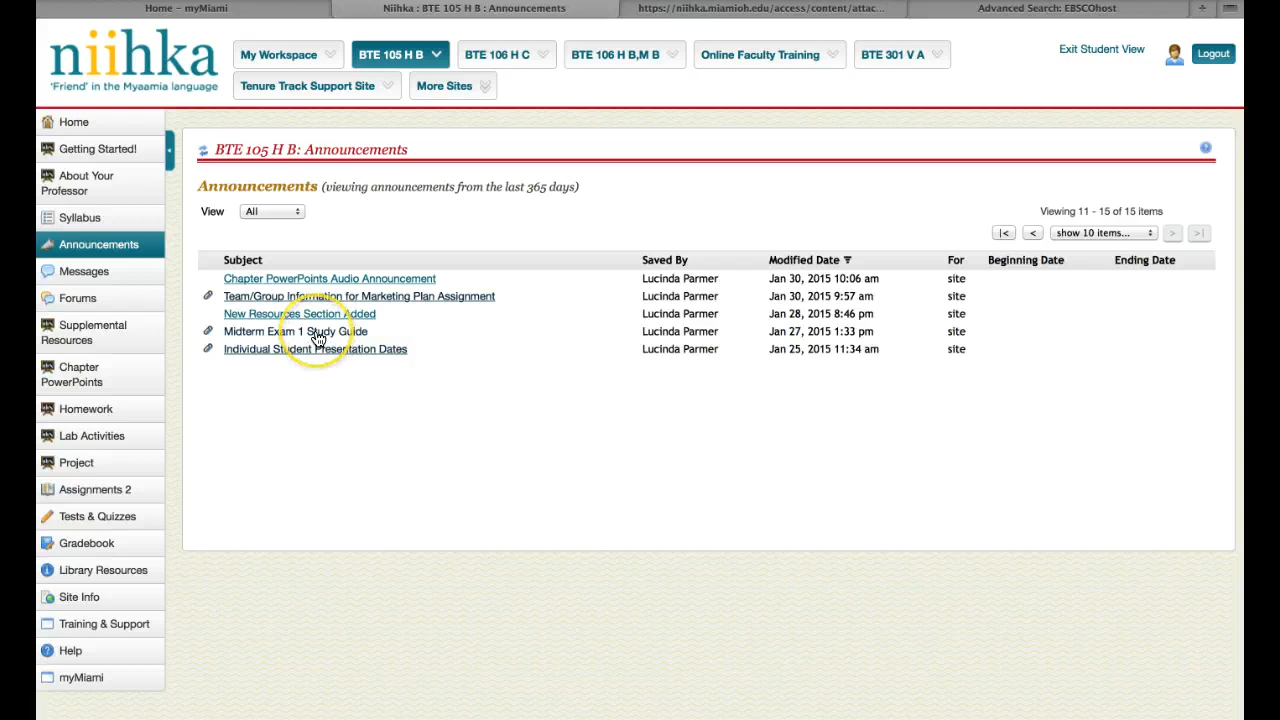 Home – myMiami
Niihka : BTE 105 H B : Announcements
https://niihka.miamioh.edu/access/content/attac...
Advanced Search: EBSCOhost
+
niihka
'Friend' in the Myaamia language
My Workspace
BTE 105 H B
BTE 106 H C
BTE 106 H B,M B
Online Faculty Training
BTE 301 V A
Tenure Track Support Site
More Sites
Exit Student View
Logout
Home
Getting Started!
About Your
Professor
Syllabus
Announcements
Messages
Forums
Supplemental
Resources
Chapter
PowerPoints
Homework
Lab Activities
Project
Assignments 2
Tests & Quizzes
Gradebook
Library Resources
Site Info
Training & Support
Help
myMiami
BTE 105 H B: Announcements
?
Announcements (viewing announcements from the last 365 days)
View All
Viewing 11 - 15 of 15 items
|< < show 10 items... > >|
Subject Saved By Modified Date For Beginning Date Ending Date
Chapter PowerPoints Audio Announcement Lucinda Parmer Jan 30, 2015 10:06 am site
Team/Group Information for Marketing Plan Assignment Lucinda Parmer Jan 30, 2015 9:57 am site
New Resources Section Added Lucinda Parmer Jan 28, 2015 8:46 pm site
Midterm Exam 1 Study Guide Lucinda Parmer Jan 27, 2015 1:33 pm site
Individual Student Presentation Dates Lucinda Parmer Jan 25, 2015 11:34 am site